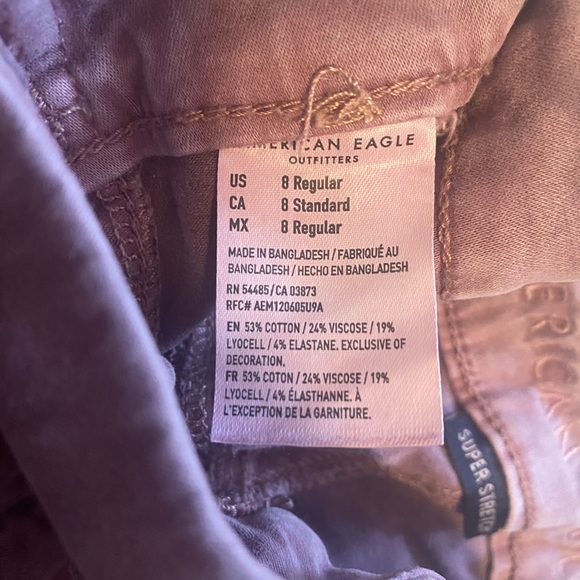 AMERICAN EAGLE
OUTFITTERS
US 8 Regular
CA 8 Standard
MX 8 Regular
MADE IN BANGLADESH / FABRIQUÉ AU
BANGLADESH / HECHO EN BANGLADESH
RN 54485/CA 03873
RFC# AEM120605U9A
EN 53% COTTON / 24% VISCOSE / 19%
LYOCELL / 4% ELASTANE. EXCLUSIVE OF
DECORATION.
FR 53% COTON / 24% VISCOSE / 19%
LYOCELL / 4% ÉLASTHANNE. À
L'EXCEPTION DE LA GARNITURE.
SUPER STRETCH
ERICAN